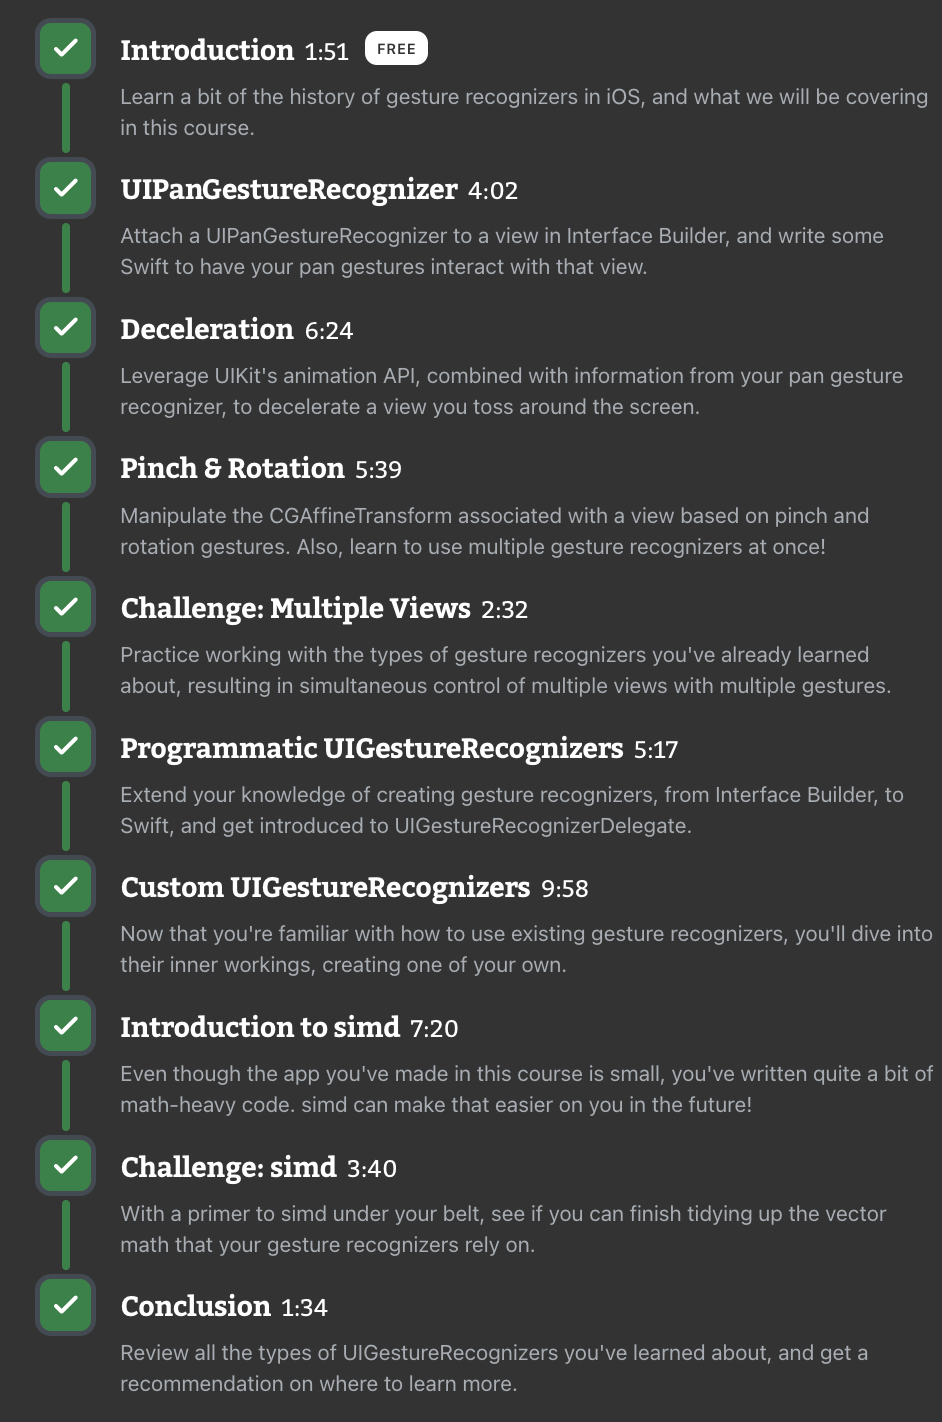 Introduction 1:51 FREE
Learn a bit of the history of gesture recognizers in iOS, and what we will be covering
in this course.
UIPanGestureRecognizer 4:02
Attach a UIPanGestureRecognizer to a view in Interface Builder, and write some
Swift to have your pan gestures interact with that view.
Deceleration 6:24
Leverage UIKit's animation API, combined with information from your pan gesture
recognizer, to decelerate a view you toss around the screen.
Pinch & Rotation 5:39
Manipulate the CGAffineTransform associated with a view based on pinch and
rotation gestures. Also, learn to use multiple gesture recognizers at once!
Challenge: Multiple Views 2:32
Practice working with the types of gesture recognizers you've already learned
about, resulting in simultaneous control of multiple views with multiple gestures.
Programmatic UIGestureRecognizers 5:17
Extend your knowledge of creating gesture recognizers, from Interface Builder, to
Swift, and get introduced to UIGestureRecognizerDelegate.
Custom UIGestureRecognizers 9:58
Now that you're familiar with how to use existing gesture recognizers, you'll dive into
their inner workings, creating one of your own.
Introduction to simd 7:20
Even though the app you've made in this course is small, you've written quite a bit of
math-heavy code. simd can make that easier on you in the future!
Challenge: simd 3:40
With a primer to simd under your belt, see if you can finish tidying up the vector
math that your gesture recognizers rely on.
Conclusion 1:34
Review all the types of UIGestureRecognizers you've learned about, and get a
recommendation on where to learn more.